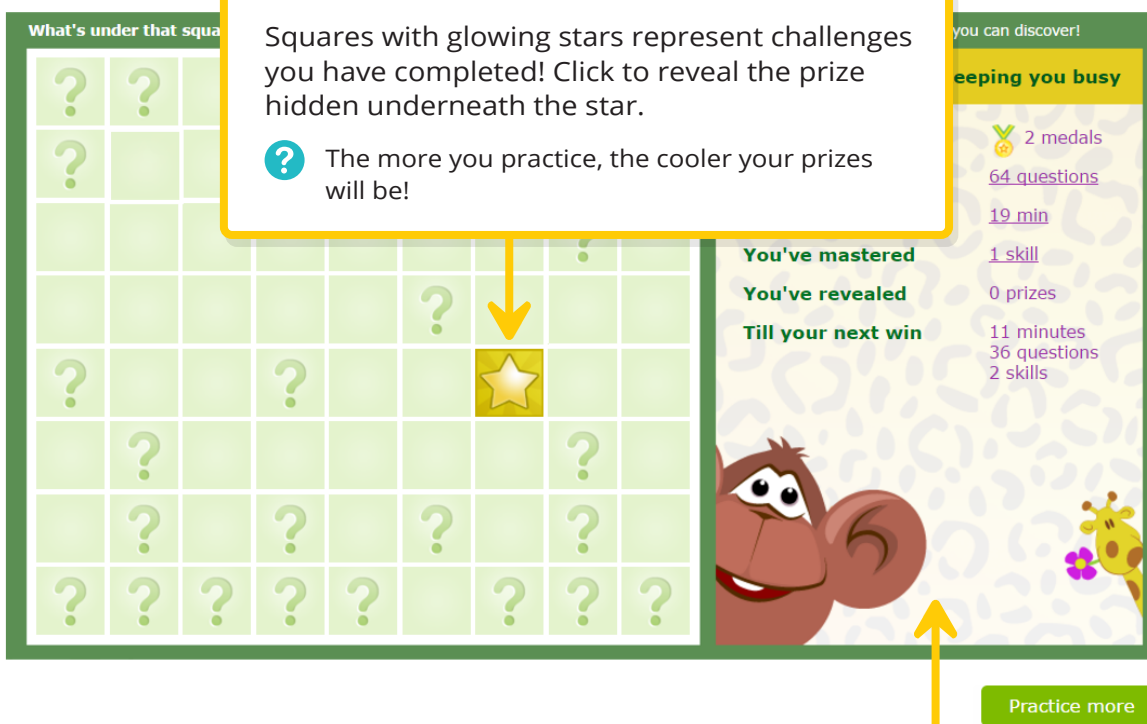 What's under that squa
you can discover!
Squares with glowing stars represent challenges
you have completed! Click to reveal the prize
hidden underneath the star.
? The more you practice, the cooler your prizes
will be!
eeping you busy
2 medals
64 questions
19 min
You've mastered 1 skill
You've revealed 0 prizes
Till your next win 11 minutes
36 questions
2 skills
? ?
?
?
?
? ?
? ?
? ? ? ?
? ? ? ? ? ? ? ?
Practice more